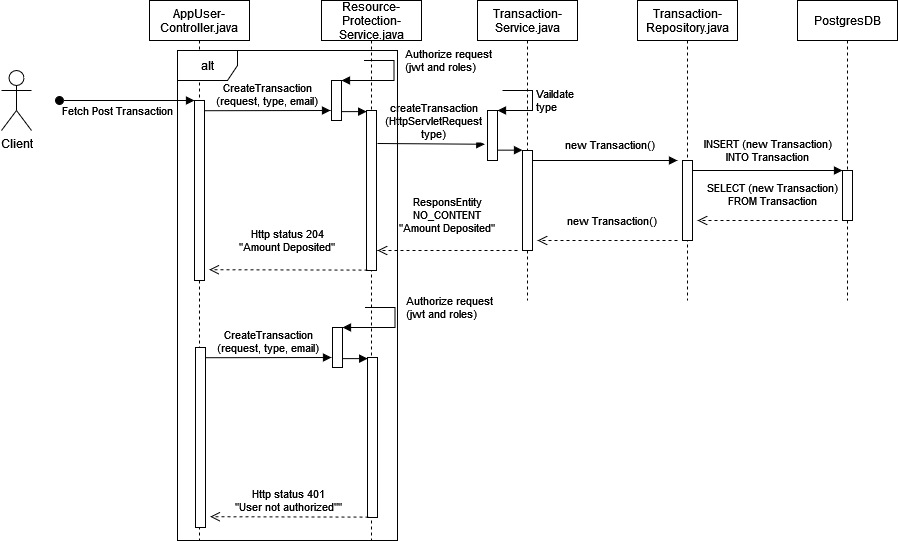 AppUser-
Controller.java
Resource-
Protection-
Service.java
Transaction-
Service.java
Transaction-
Repository.java
PostgresDB
alt
Authorize request
(jwt and roles)
Client
Fetch Post Transaction
CreateTransaction
(request, type, email)
createTransaction
(HttpServletRequest
type)
Vaildate
type
new Transaction()
INSERT (new Transaction)
INTO Transaction
SELECT (new Transaction)
FROM Transaction
new Transaction()
ResponsEntity
NO_CONTENT
"Amount Deposited"
Http status 204
"Amount Deposited"
Authorize request
(jwt and roles)
CreateTransaction
(request, type, email)
Http status 401
"User not authorized""